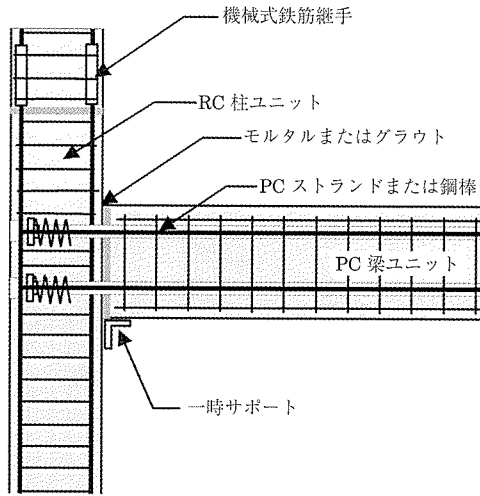 機械式鉄筋継手
RC 柱ユニット
モルタルまたはグラウト
PC ストランドまたは鋼棒
PC 梁ユニット
一時サポート